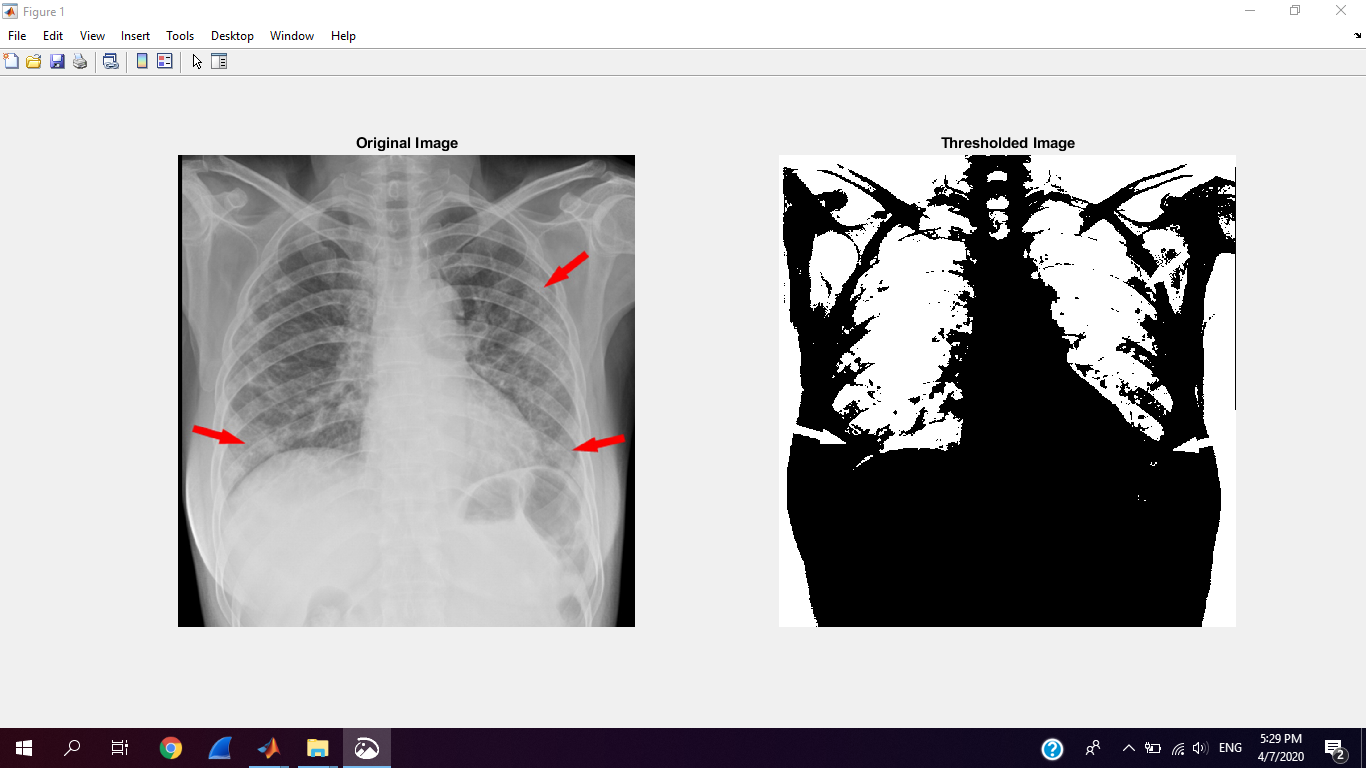 Figure 1
File Edit View Insert Tools Desktop Window Help
Original Image
Thresholded Image
ENG
5:29 PM
4/7/2020
2